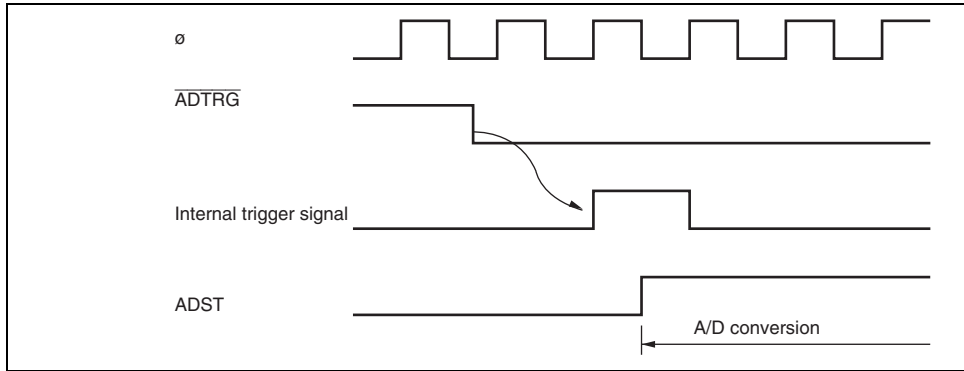 ø
ADTRG
Internal trigger signal
ADST
A/D conversion